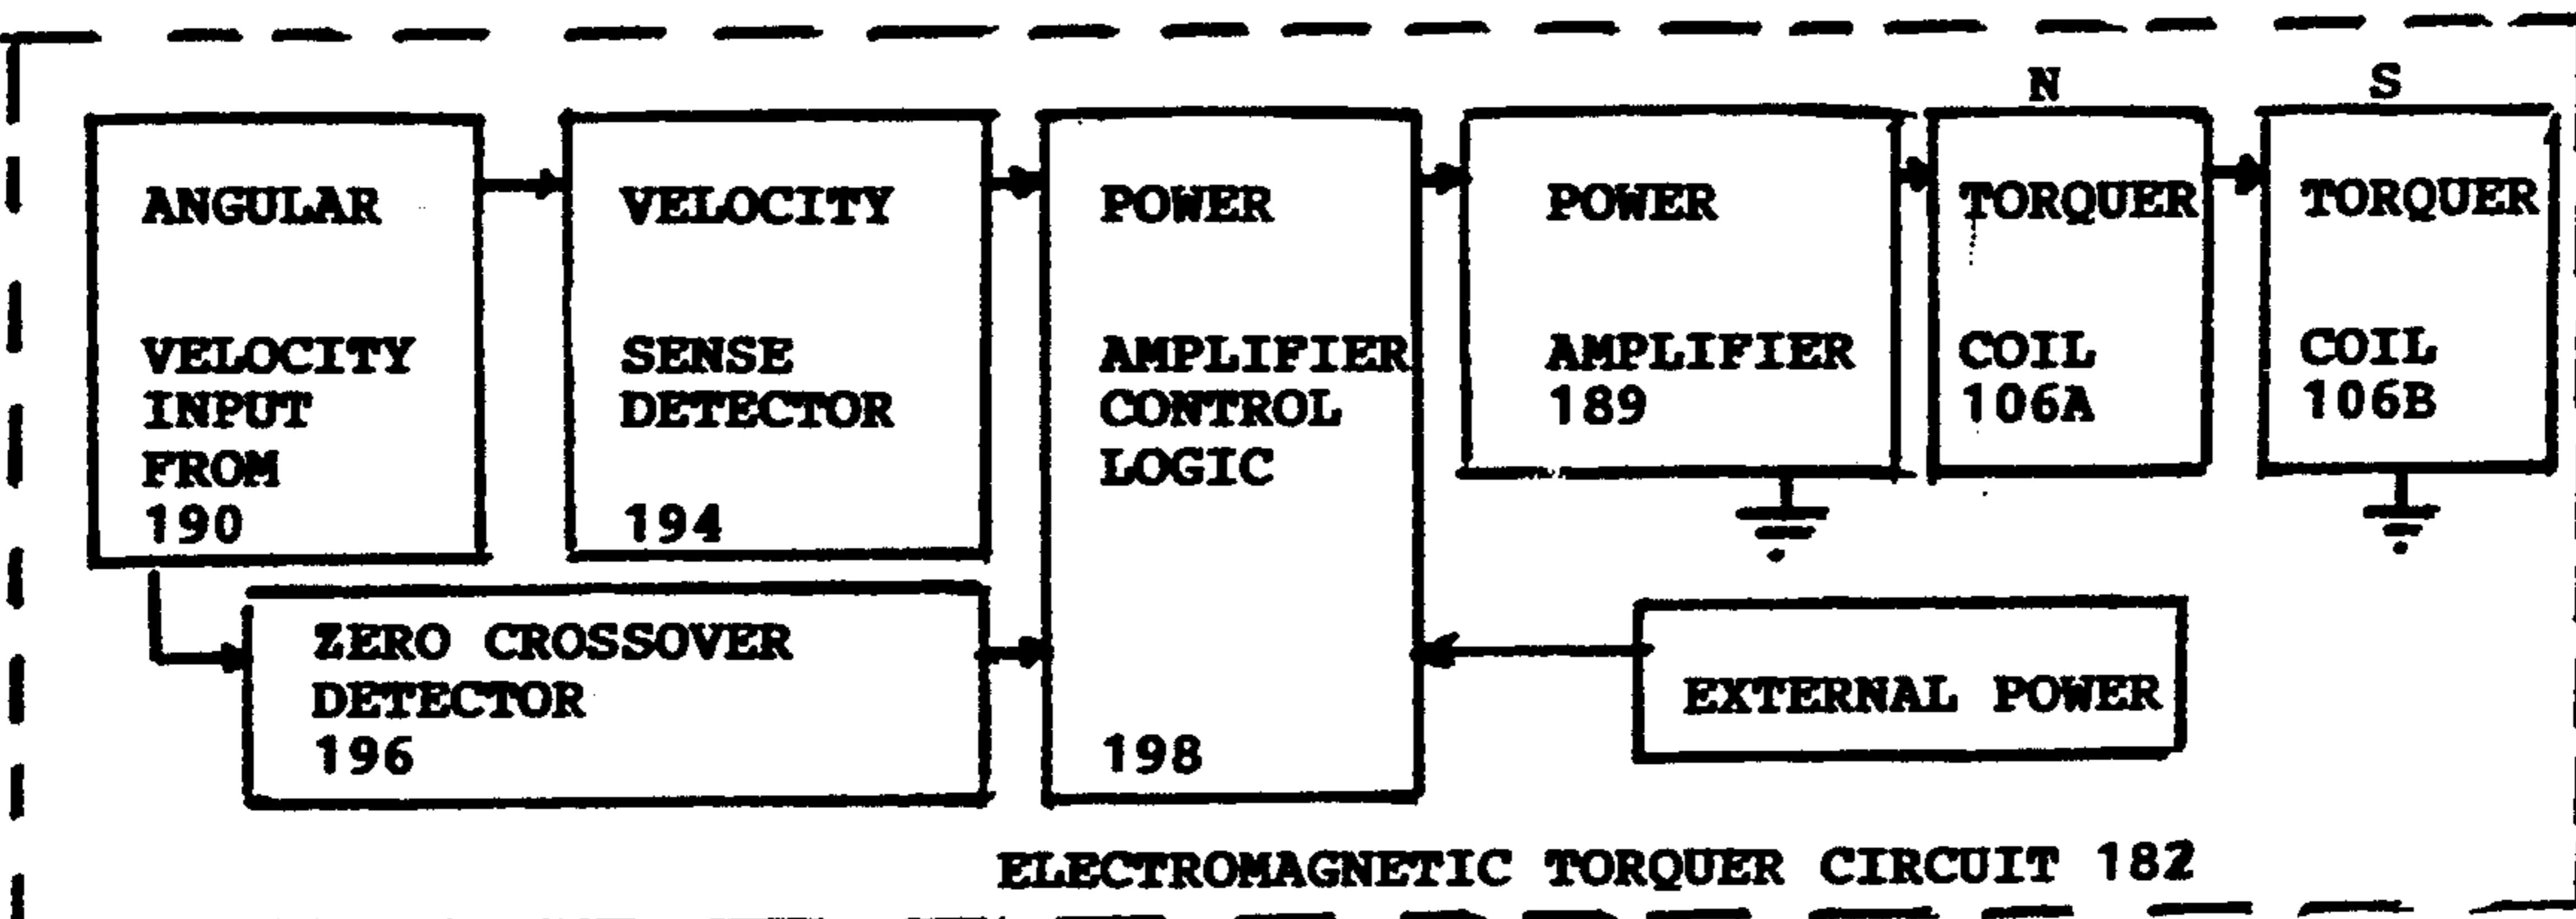 N
S
ANGULAR
VELOCITY
INPUT
FROM
190
VELOCITY
SENSE
DETECTOR
194
POWER
AMPLIFIER
CONTROL
LOGIC
198
POWER
AMPLIFIER
189
TORQUER
COIL
106A
TORQUER
COIL
106B
ZERO CROSSOVER
DETECTOR
196
EXTERNAL POWER
ELECTROMAGNETIC TORQUER CIRCUIT 182